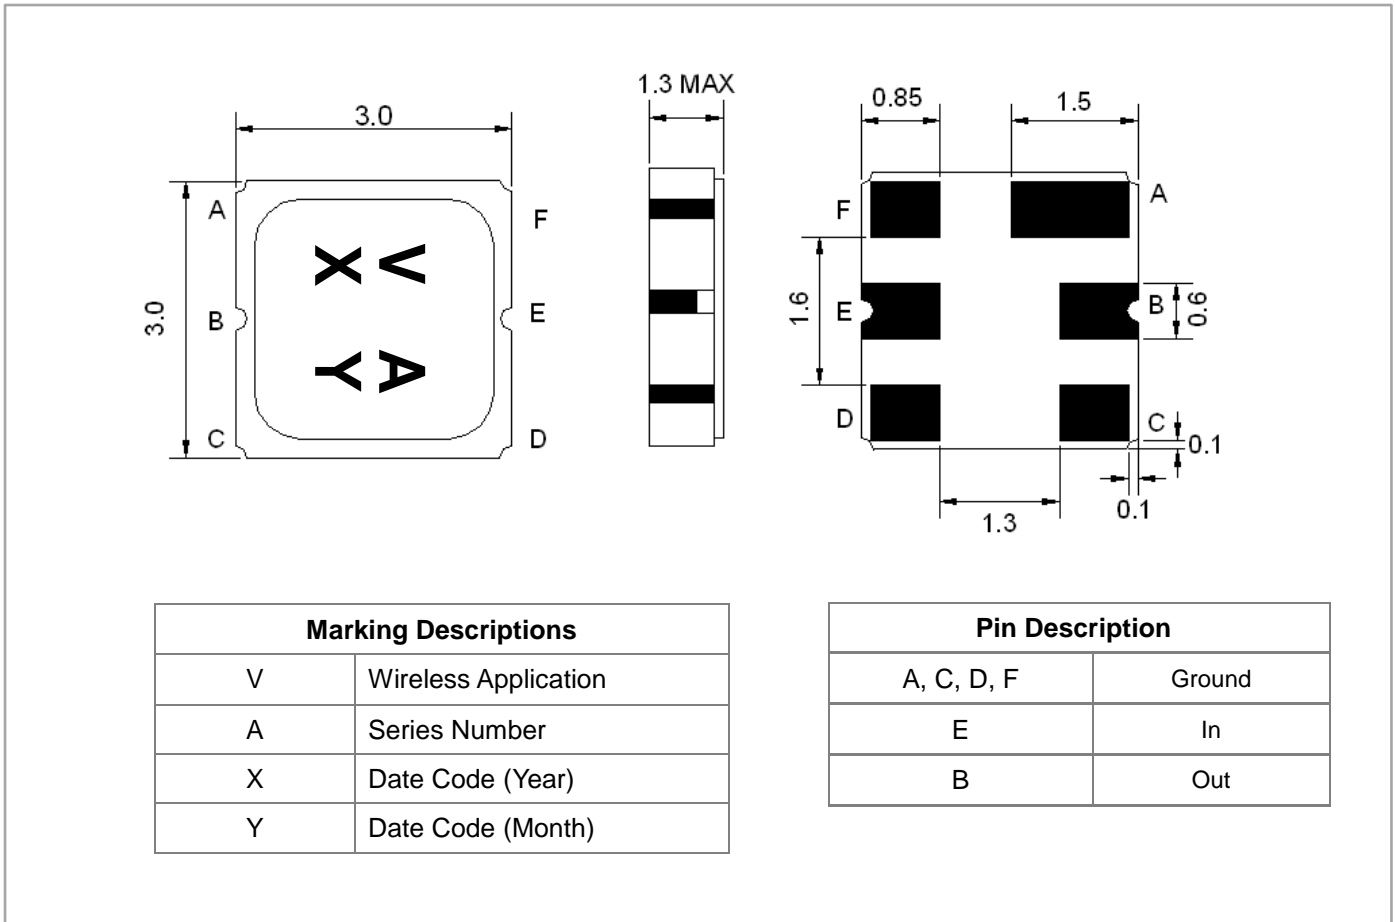 1.3 MAX
0.85
1.5
3.0
A
F
V
X
3.0
B
E
A
Y
C
D
F
A
1.6
E
B
0.6
D
C
0.1
0.1
1.3
Marking Descriptions
V Wireless Application
A Series Number
X Date Code (Year)
Y Date Code (Month)
Pin Description
A, C, D, F Ground
E In
B Out